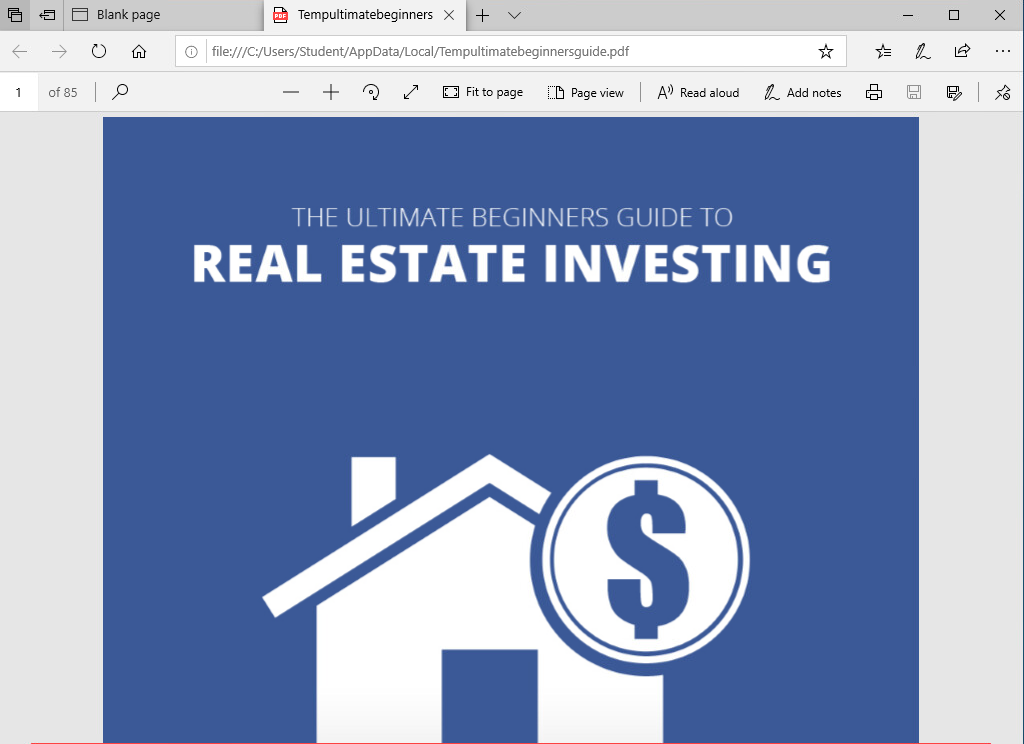 Blank page
Tempultimatebeginners
file:///C:/Users/Student/AppData/Local/Tempultimatebeginnersguide.pdf
1 of 85 Fit to page Page view Read aloud Add notes
THE ULTIMATE BEGINNERS GUIDE TO
REAL ESTATE INVESTING
$